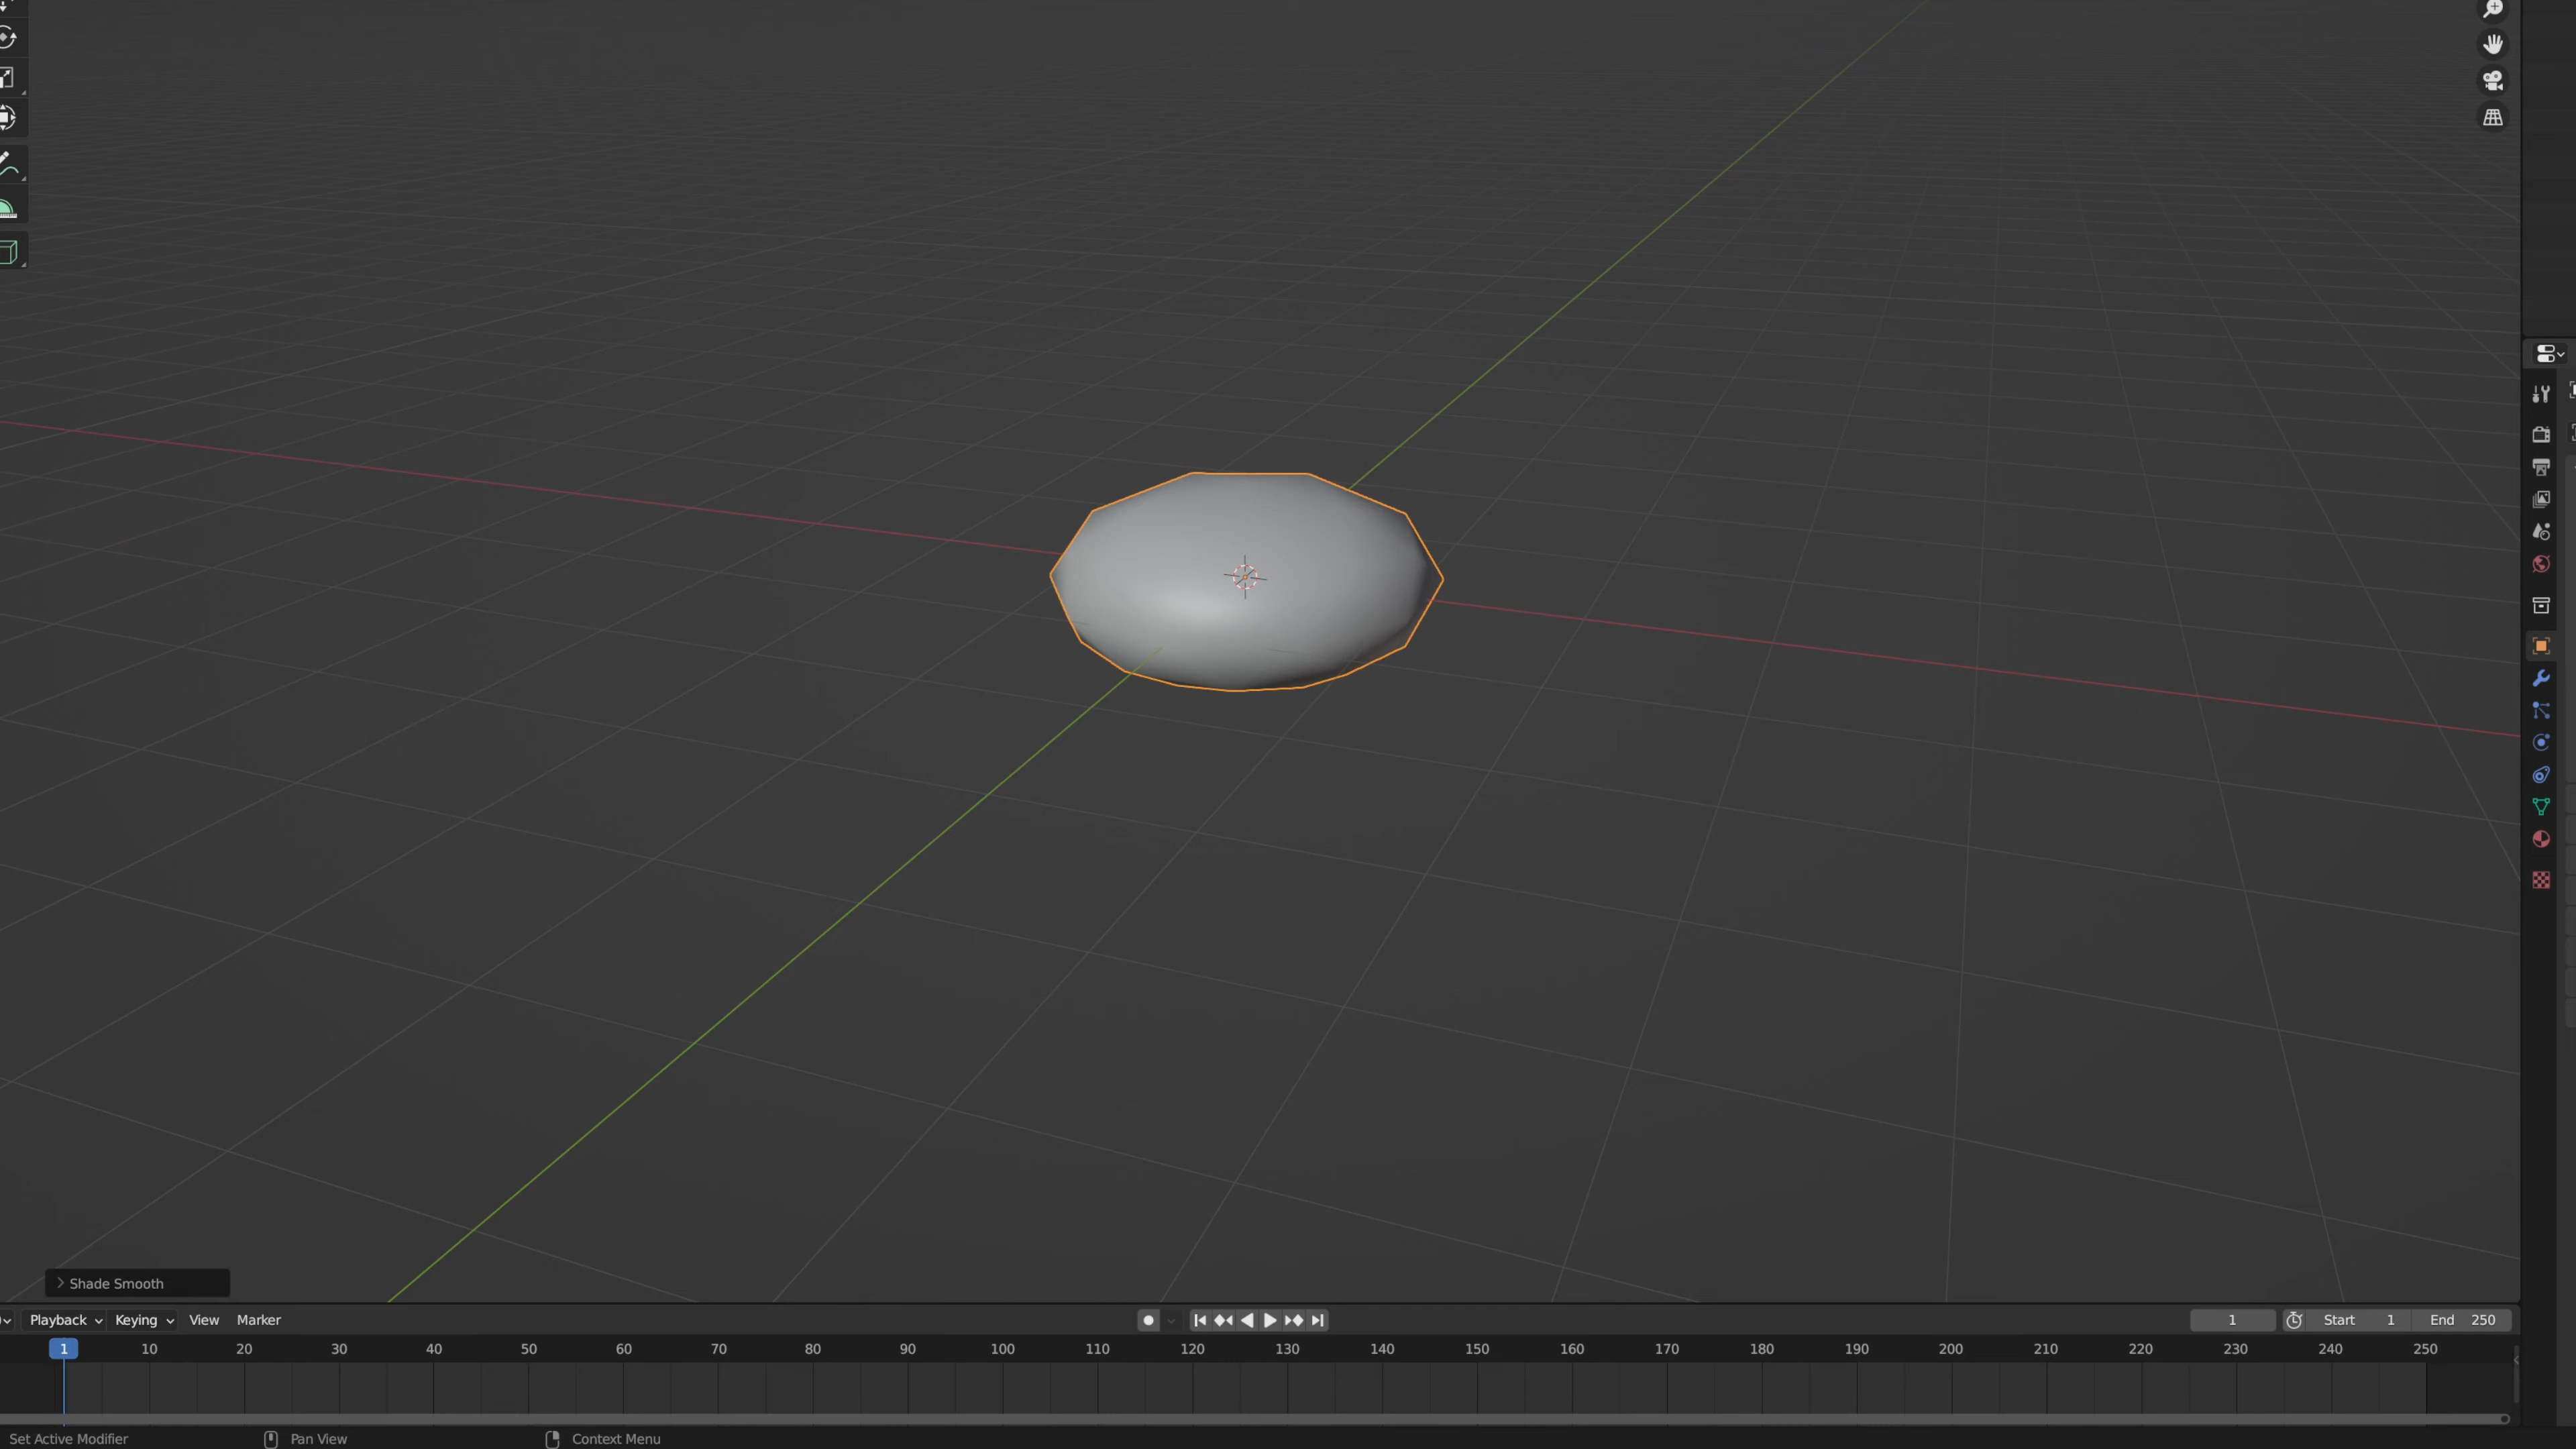 Shade Smooth
Playback Keying View Marker 1 Start 1 End 250
1 10 20 30 40 50 60 70 80 90 100 110 120 130 140 150 160 170 180 190 200 210 220 230 240 250
Set Active Modifier Pan View Context Menu